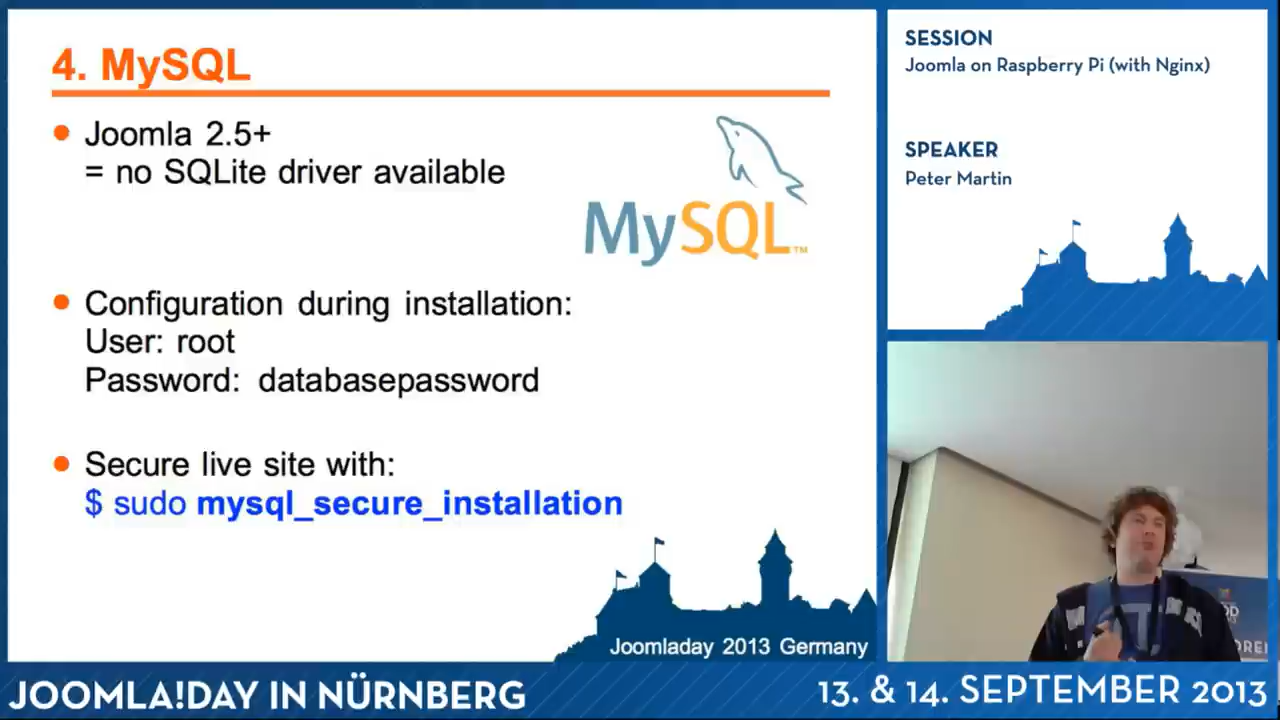 4. MySQL
Joomla 2.5+
= no SQLite driver available
MySQL™
Configuration during installation:
User: root
Password: databasepassword
Secure live site with:
$ sudo mysql_secure_installation
Joomladay 2013 Germany
SESSION
Joomla on Raspberry Pi (with Nginx)
SPEAKER
Peter Martin
JOOMLA!DAY IN NÜRNBERG
13. & 14. SEPTEMBER 2013